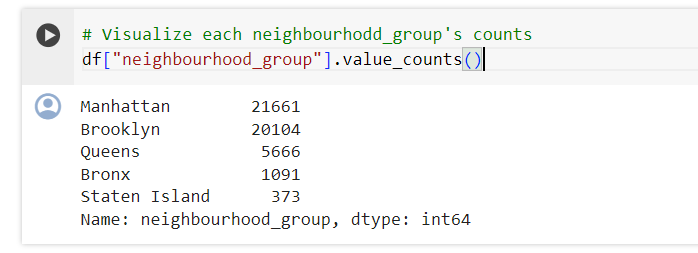 # Visualize each neighbourhodd_group's counts
df["neighbourhood_group"].value_counts()
Manhattan 21661
Brooklyn 20104
Queens 5666
Bronx 1091
Staten Island 373
Name: neighbourhood_group, dtype: int64